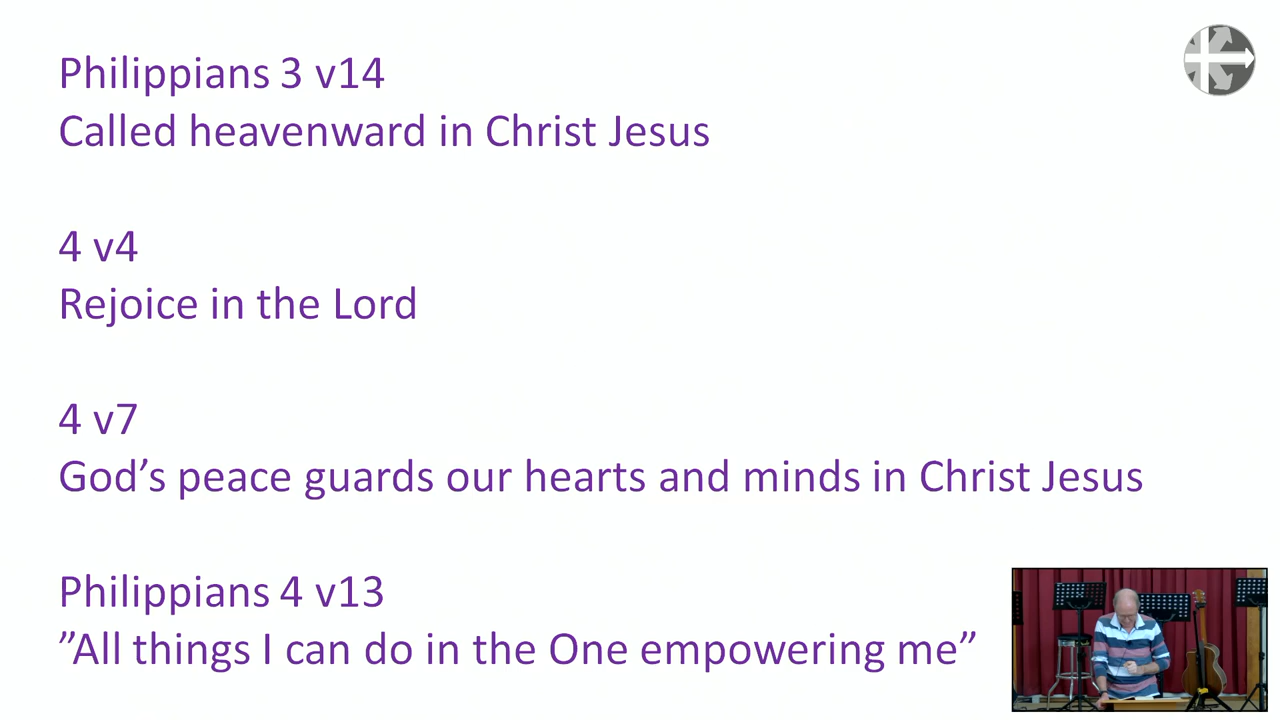 Philippians 3 v14
Called heavenward in Christ Jesus
4 v4
Rejoice in the Lord
4 v7
God’s peace guards our hearts and minds in Christ Jesus
Philippians 4 v13
”All things I can do in the One empowering me”